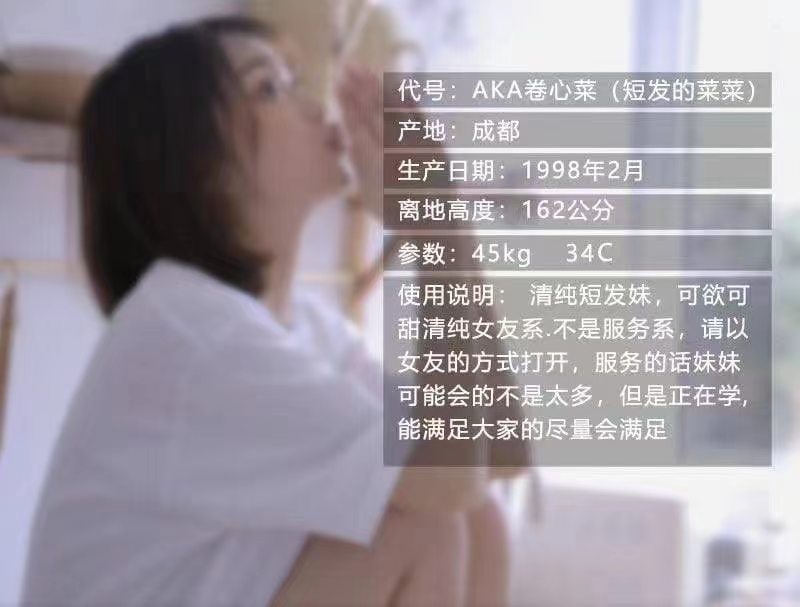 代号：AKA卷心菜（短发的菜菜）
产地：成都
生产日期：1998年2月
离地高度：162公分
参数：45kg 34C
使用说明： 清纯短发妹，可欲可
甜清纯女友系.不是服务系，请以
女友的方式打开，服务的话妹妹
可能会的不是太多，但是正在学,
能满足大家的尽量会满足